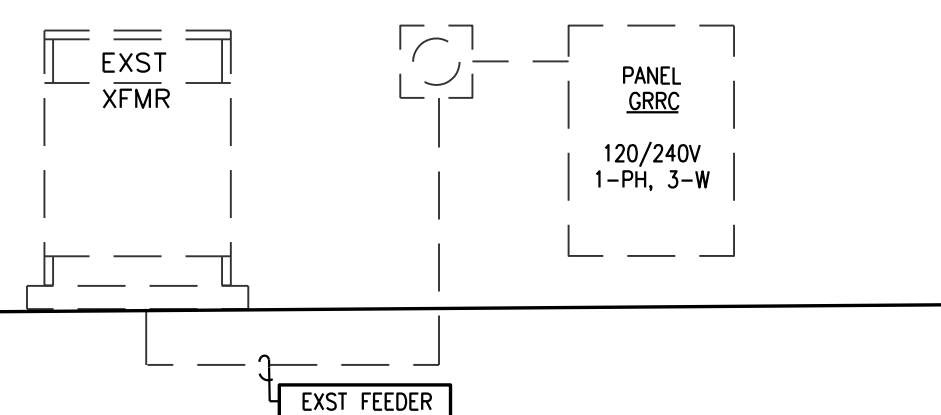 EXST
XFMR
PANEL
GRRC
120/240V
1-PH, 3-W
EXST FEEDER